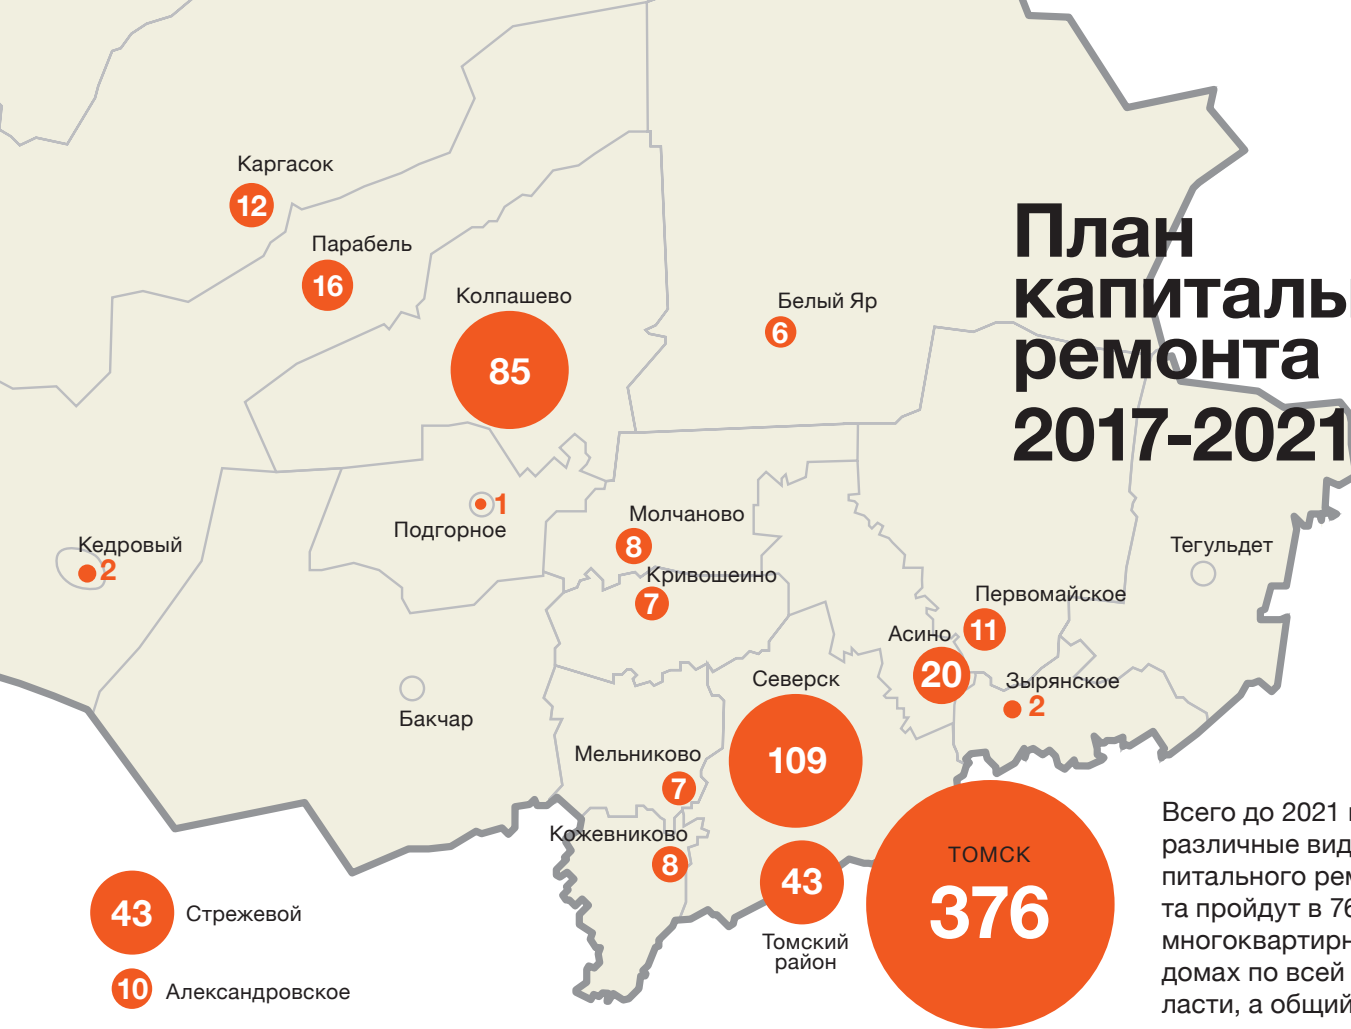 Каргасок
12
Парабель
16
Колпашево
85
Белый Яр
6
План
капиталь
ремонта
2017-2021
1
Подгорное
Молчаново
8
Кедровый
2
Тегульдет
Кривошеино
7
Первомайское
11
Асино
20
Зырянское
2
Северск
109
Бакчар
Мельниково
7
Кожевниково
8
43
Томский
район
ТОМСК
376
43
Стрежевой
10
Александровское
Всего до 2021
различные вид
питального рем
та пройдут в 76
многоквартирн
домах по всей
ласти, а общий